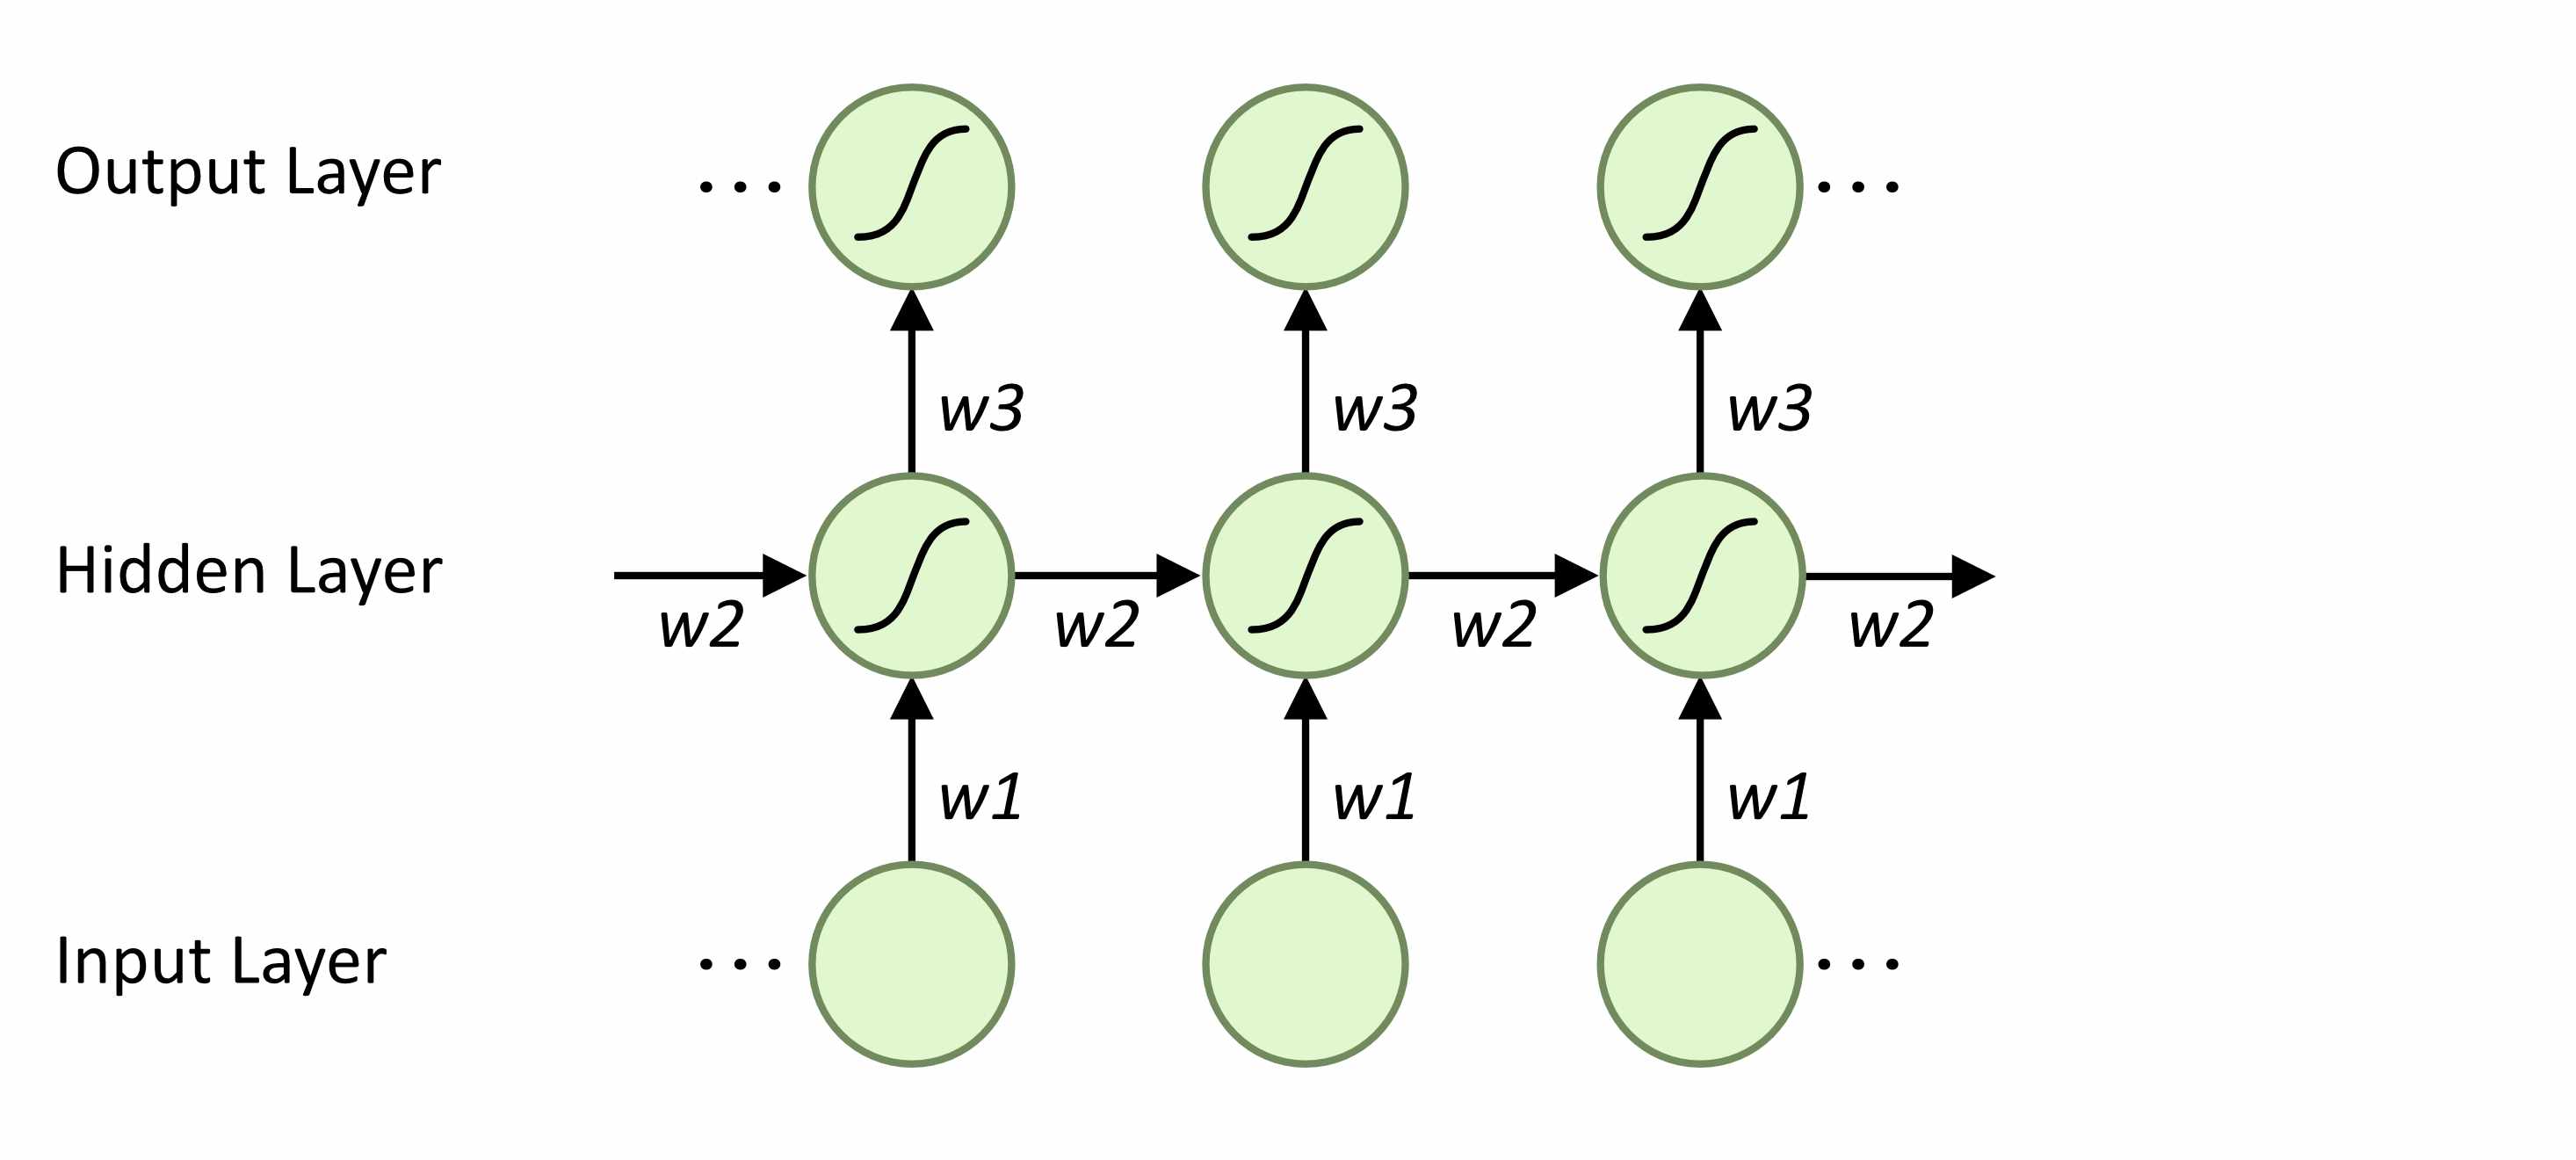 Output Layer
... ...
w3 w3 w3
Hidden Layer
w2 w2 w2 w2
w1 w1 w1
Input Layer
... ...